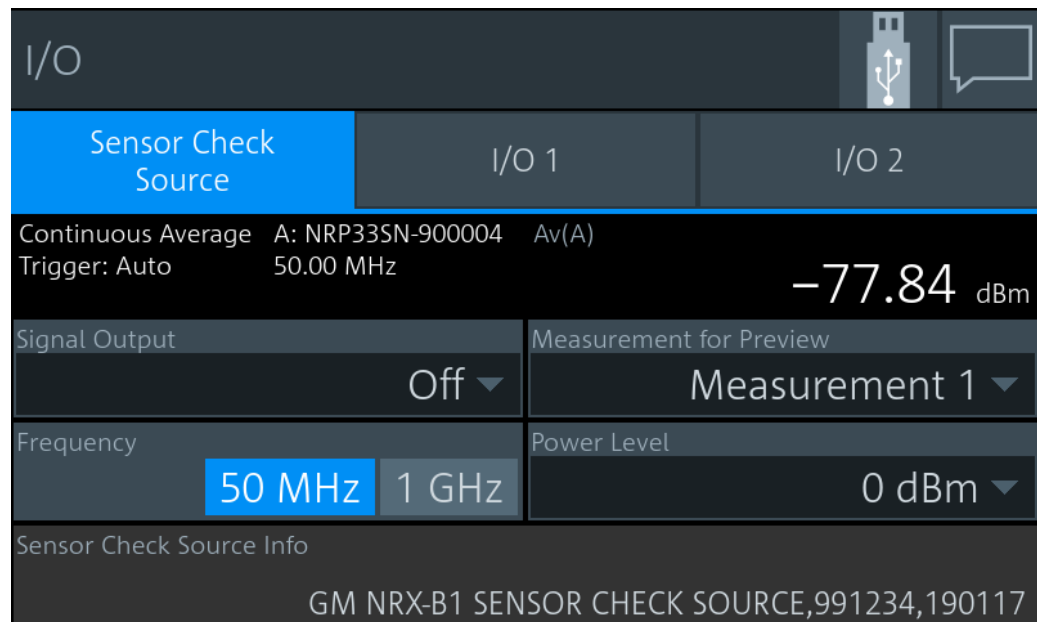 I/O
Sensor Check
Source
I/O 1
I/O 2
Continuous Average A: NRP33SN-900004 Av(A)
Trigger: Auto 50.00 MHz
−77.84 dBm
Signal Output
Off
Measurement for Preview
Measurement 1
Frequency
50 MHz 1 GHz
Power Level
0 dBm
Sensor Check Source Info
GM NRX-B1 SENSOR CHECK SOURCE,991234,190117